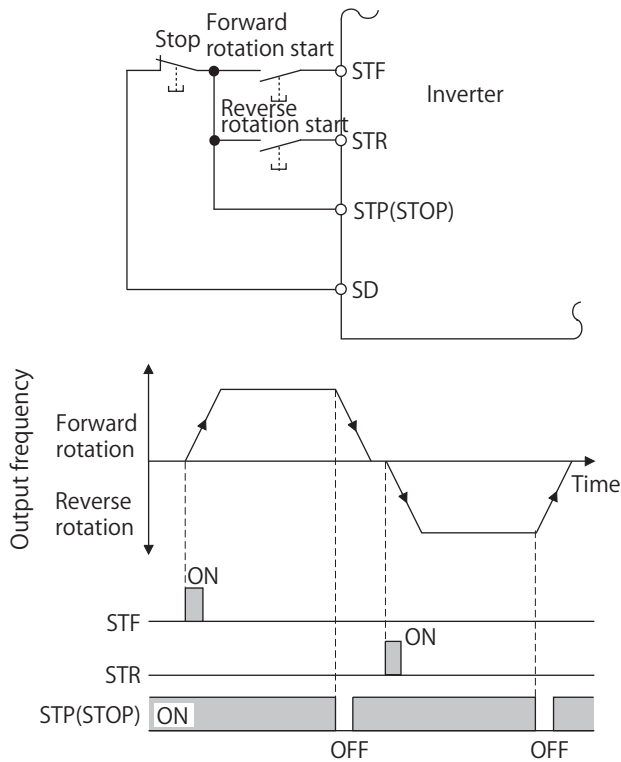 Forward
Stop
rotation start
STF
Inverter
Reverse
rotation start
STR
STP(STOP)
SD
Output frequency
Forward
rotation
Time
Reverse
rotation
ON
STF
ON
STR
STP(STOP)
ON
OFF
OFF